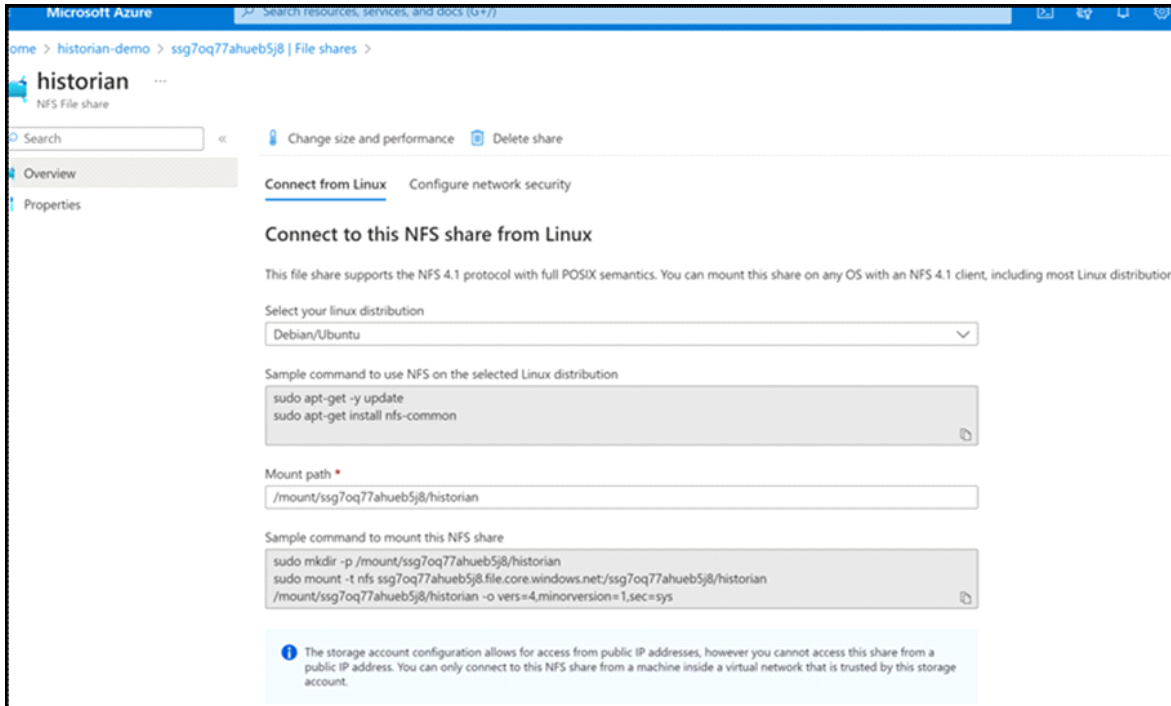 Microsoft Azure
Search resources, services, and docs (G+/)
ome > historian-demo > ssg7oq77ahueb5j8 | File shares >
historian ...
NFS File share
Search «
Change size and performance Delete share
Overview
Properties
Connect from Linux Configure network security
Connect to this NFS share from Linux
This file share supports the NFS 4.1 protocol with full POSIX semantics. You can mount this share on any OS with an NFS 4.1 client, including most Linux distribution
Select your linux distribution
Debian/Ubuntu
Sample command to use NFS on the selected Linux distribution
sudo apt-get -y update
sudo apt-get install nfs-common
Mount path *
/mount/ssg7oq77ahueb5j8/historian
Sample command to mount this NFS share
sudo mkdir -p /mount/ssg7oq77ahueb5j8/historian
sudo mount -t nfs ssg7oq77ahueb5j8.file.core.windows.net:/ssg7oq77ahueb5j8/historian
/mount/ssg7oq77ahueb5j8/historian -o vers=4,minorversion=1,sec=sys
The storage account configuration allows for access from public IP addresses, however you cannot access this share from a
public IP address. You can only connect to this NFS share from a machine inside a virtual network that is trusted by this storage
account.